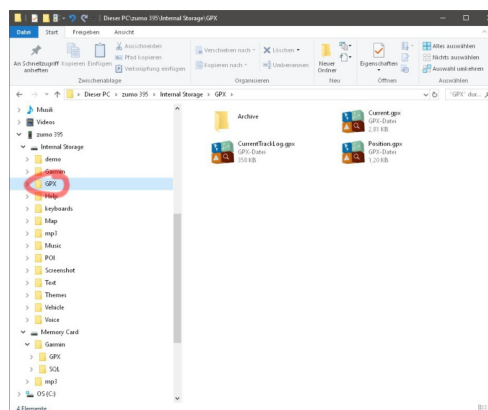 Dieser PC\zumo 395\Internal Storage\GPX
Datei Start Freigeben Ansicht
An Schnellzugriff anheften
Kopieren
Einfügen
Ausschneiden
Pfad kopieren
Verknüpfung einfügen
Verschieben nach
Kopieren nach
Löschen
Umbenennen
Neuer Ordner
Eigenschaften
Alles auswählen
Nichts auswählen
Auswahl umkehren
Zwischenablage Organisieren Neu Öffnen Auswählen
Dieser PC > zumo 395 > Internal Storage > GPX >
"GPX" dur...
Musik
Videos
zumo 395
Internal Storage
demo
Garmin
GPX
Help
keyboards
Map
mp3
Music
POI
Screenshot
Text
Themes
Vehicle
Voice
Memory Card
Garmin
GPX
SQL
mp3
OS (C:)
Archive
Current.gpx
GPX-Datei
2,81 KB
CurrentTrackLog.gpx
GPX-Datei
358 KB
Position.gpx
GPX-Datei
1,20 KB
4 Elemente